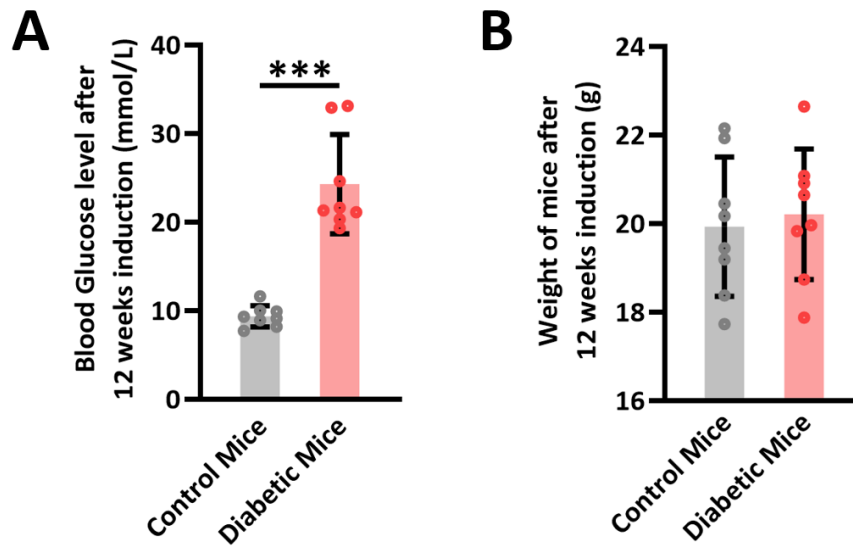 A
Blood Glucose level after
12 weeks induction (mmol/L)
40
30
20
10
0
***
Control Mice
Diabetic Mice
B
Weight of mice after
12 weeks induction (g)
24
22
20
18
16
Control Mice
Diabetic Mice